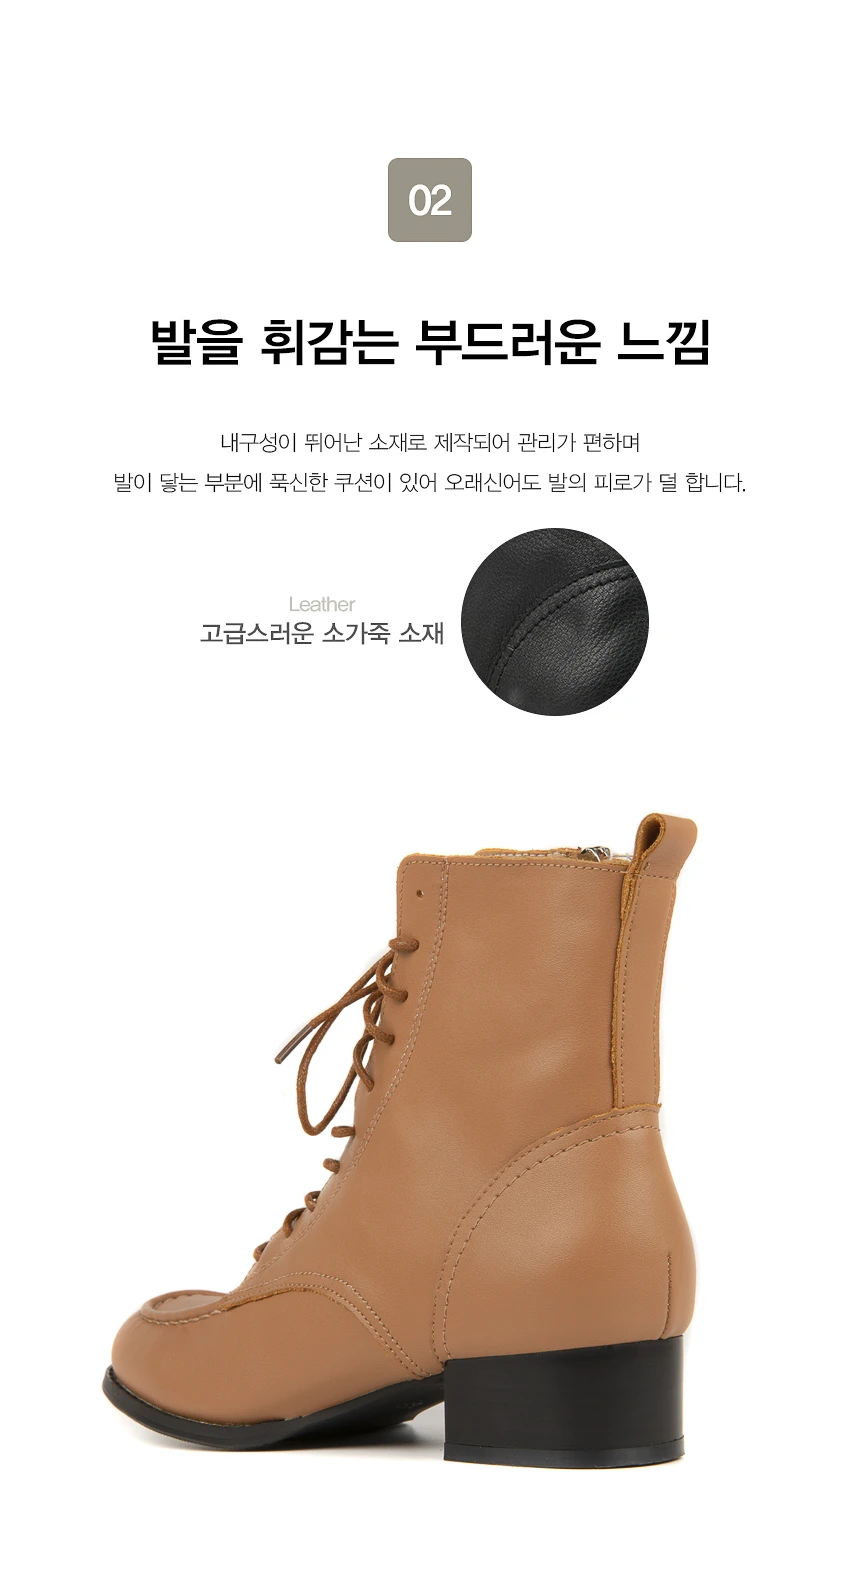 02
발을 휘감는 부드러운 느낌
내구성이 뛰어난 소재로 제작되어 관리가 편하며
발이 닿는 부분에 푹신한 쿠션이 있어 오래신어도 발의 피로가 덜 합니다.
Leather
고급스러운 소가죽 소재